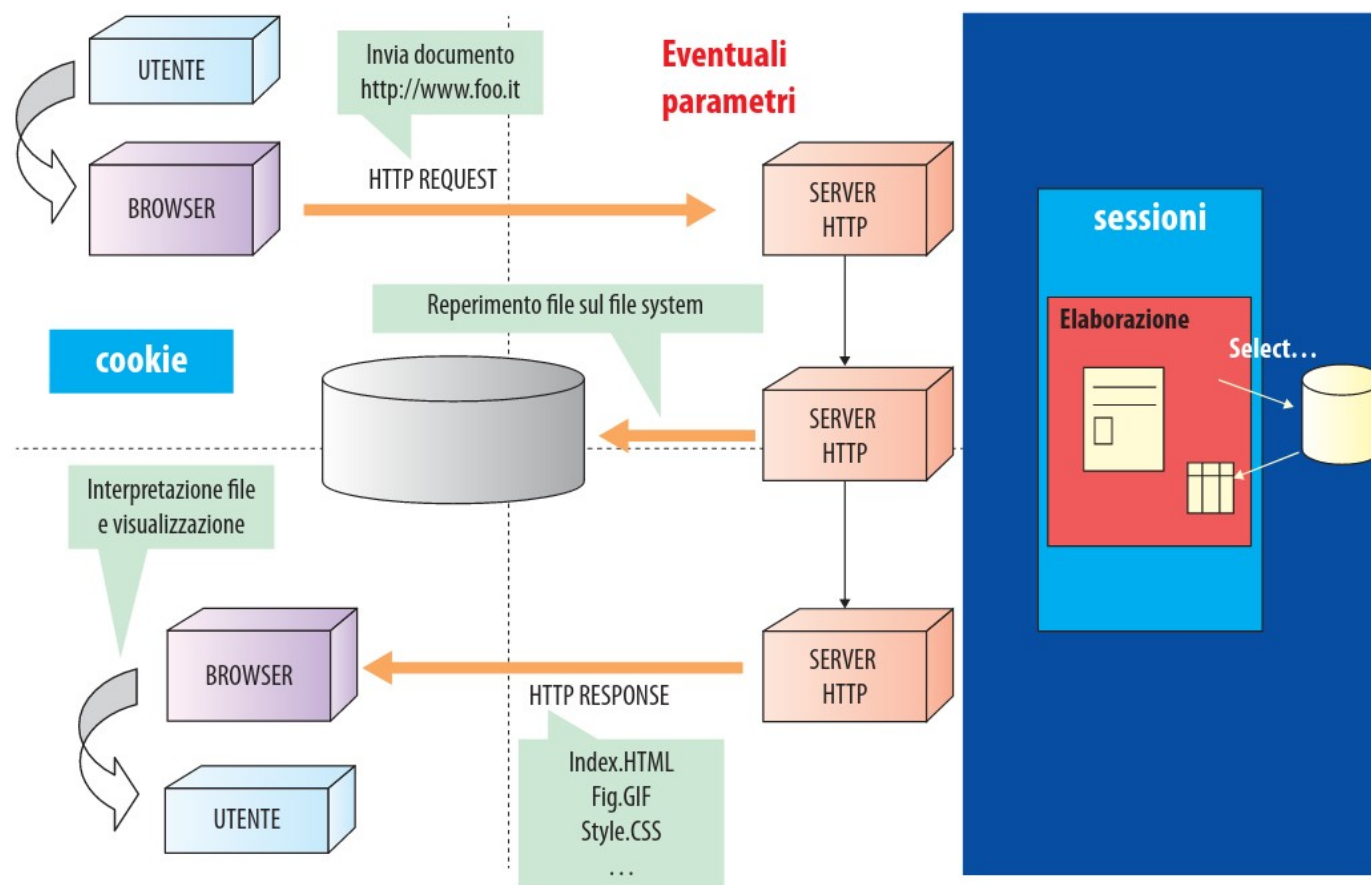 UTENTE
Invia documento
http://www.foo.it
Eventuali
parametri
BROWSER
HTTP REQUEST
SERVER
HTTP
sessioni
Reperimento file sul file system
cookie
Elaborazione
Select...
SERVER
HTTP
Interpretazione file
e visualizzazione
BROWSER
SERVER
HTTP
HTTP RESPONSE
Index.HTML
Fig.GIF
Style.CSS
...
UTENTE